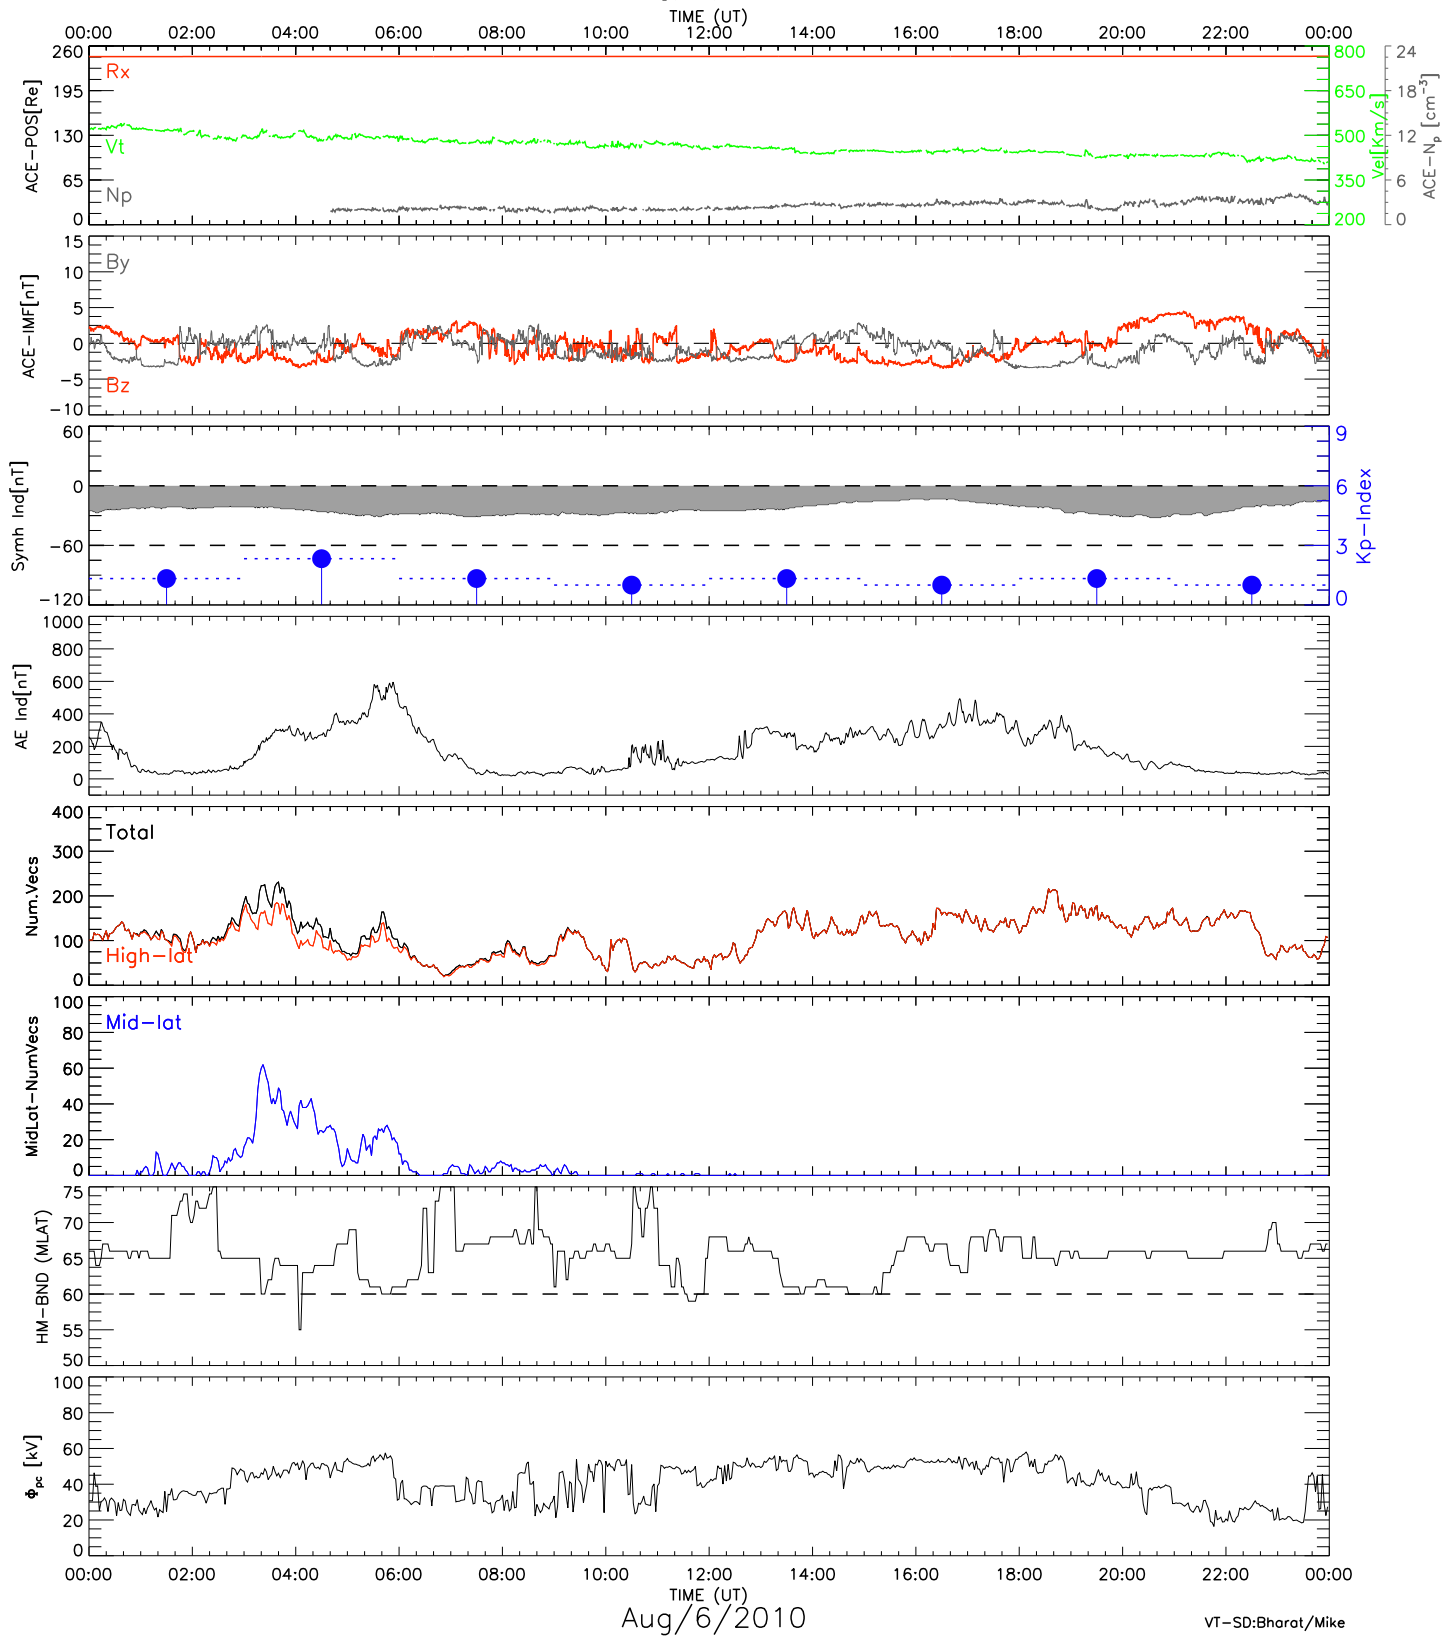 TIME (UT)
00:00 02:00 04:00 06:00 08:00 10:00 12:00 14:00 16:00 18:00 20:00 22:00 00:00
ACE-POS[Re]
260
195
130
65
0
Rx
Vt
Np
800
650
500
350
200
Vel[Km/s]
24
18
12
6
0
ACE-Np [cm-3]
ACE-IMF[nT]
15
10
5
0
-5
-10
By
Bz
Symh Ind[nT]
60
0
-60
-120
9
6
3
0
Kp-Index
AE Ind[nT]
1000
800
600
400
200
0
Num.Vecs
400
300
200
100
0
Total
High-lat
MidLat-NumVecs
100
80
60
40
20
0
Mid-lat
HM-BND (MLAT)
75
70
65
60
55
50
Φpc [kV]
100
80
60
40
20
0
00:00 02:00 04:00 06:00 08:00 10:00 12:00 14:00 16:00 18:00 20:00 22:00 00:00
TIME (UT)
Aug/6/2010
VT-SD:Bharat/Mike